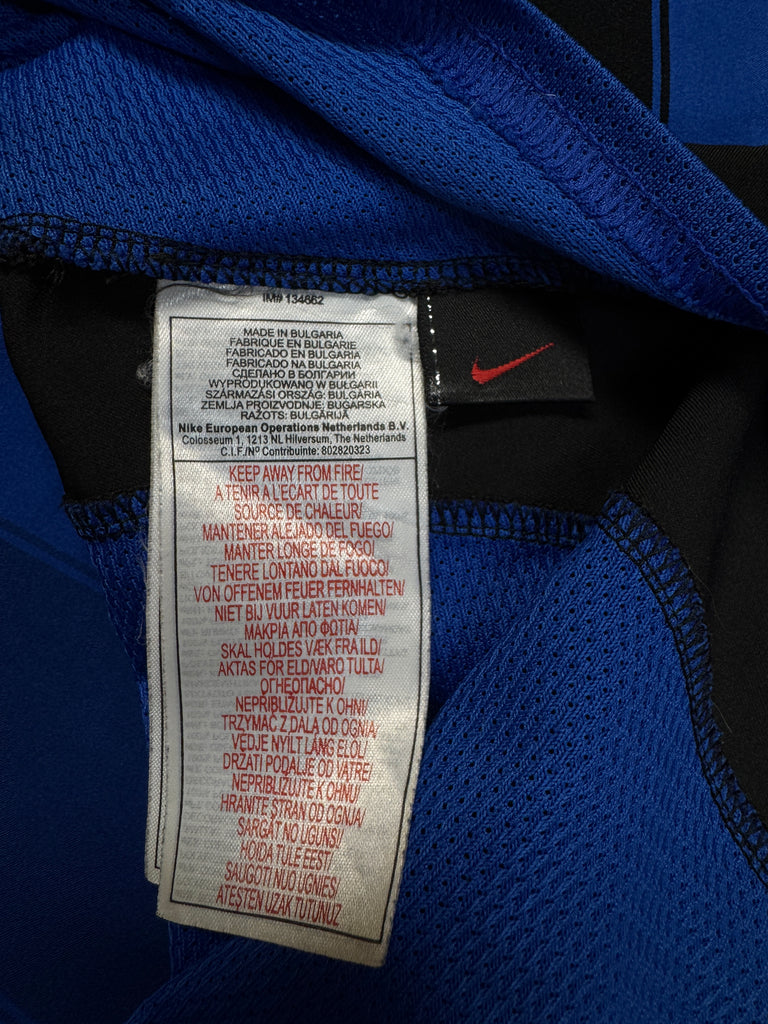 IM# 134662
MADE IN BULGARIA
FABRIQUE EN BULGARIE
FABRICADO EN BULGARIA
FABRICADO NA BULGARIA
СДЕЛАНО В БОЛГАРИИ
WYPRODUKOWANO W BUŁGARII
SZÁRMAZÁSI ORSZÁG: BULGÁRIA
ZEMLJA PROIZVODNJE: BUGARSKA
RAŽOTS: BULGĀRIJĀ
Nike European Operations Netherlands B.V.
Colosseum 1, 1213 NL Hilversum, The Netherlands
C.I.F./Nº Contribuinte: 802820323
KEEP AWAY FROM FIRE/
A TENIR A L'ECART DE TOUTE
SOURCE DE CHALEUR/
MANTENER ALEJADO DEL FUEGO/
MANTER LONGE DE FOGO/
TENERE LONTANO DAL FUOCO/
VON OFFENEM FEUER FERNHALTEN/
NIET BIJ VUUR LATEN KOMEN/
ΜΑΚΡΙΑ ΑΠΟ ΦΩΤΙΑ/
SKAL HOLDES VÆK FRA ILD/
AKTAS FÖR ELD/VARO TULTA/
ОГНЕОПАСНО/
NEPRIBLIŽUJTE K OHNI/
TRZYMAĆ Z DALA OD OGNIA/
VÉDJE NYÍLT LÁNG ELŐL/
DRŽATI PODALJE OD VATRE/
NEPRIBLIŽUJTE K OHŇU/
HRANITE STRAN OD OGNJA/
SARGĀT NO UGUNS/
HOIDA TULE EEST/
SAUGOTI NUO UGNIES/
ATEŞTEN UZAK TUTUNUZ